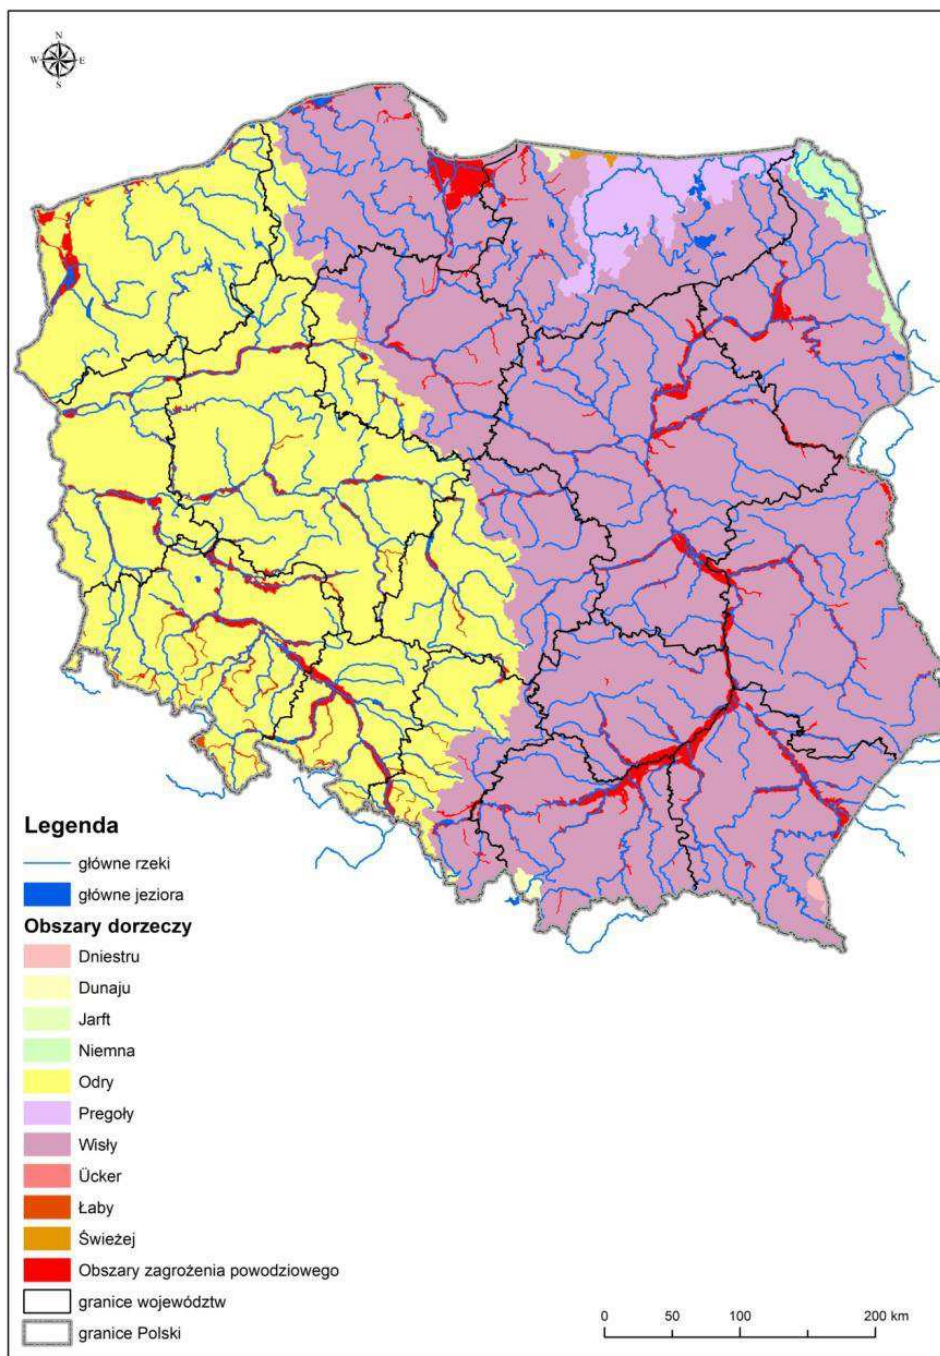 N
W E
S
Legenda
główne rzeki
główne jeziora
Obszary dorzeczy
Dniestru
Dunaju
Jarft
Niemna
Odry
Pregoły
Wisły
Ücker
Łaby
Świeżej
Obszary zagrożenia powodziowego
granice województw
granice Polski
0 50 100 200 km